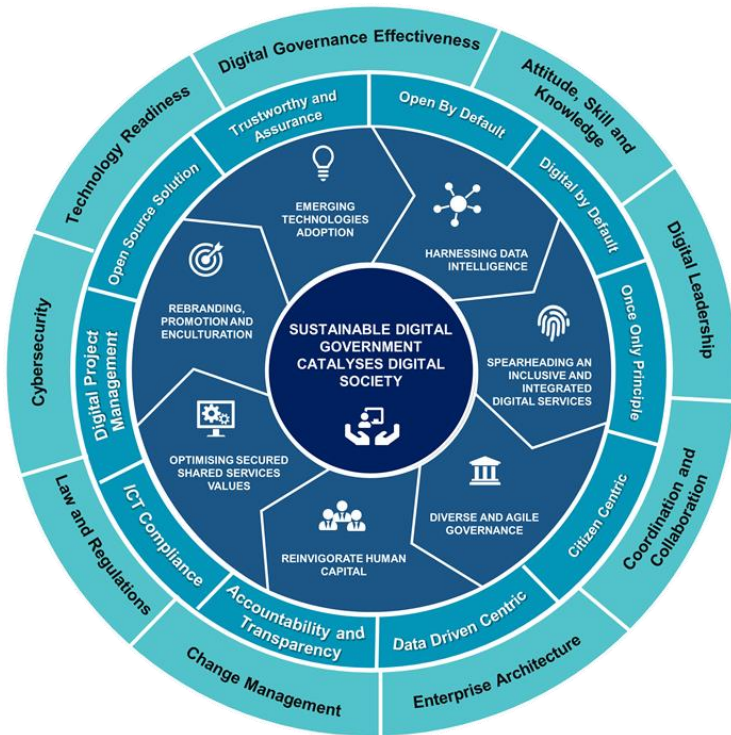 Digital Governance Effectiveness
Attitude, Skill and
Knowledge
Digital Leadership
Coordination and
Collaboration
Enterprise Architecture
Change Management
Law and Regulations
Cybersecurity
Technology Readiness
Trustworthy and
Assurance
Open By Default
Digital by Default
Once Only Principle
Citizen Centric
Data Driven Centric
Accountability and
Transparency
ICT Compliance
Digital Project
Management
Open Source Solution
EMERGING
TECHNOLOGIES
ADOPTION
HARNESSING DATA
INTELLIGENCE
SPEARHEADING AN
INCLUSIVE AND
INTEGRATED
DIGITAL SERVICES
DIVERSE AND AGILE
GOVERNANCE
REINVIGORATE HUMAN
CAPITAL
OPTIMISING SECURED
SHARED SERVICES
VALUES
REBRANDING,
PROMOTION AND
ENCULTURATION
SUSTAINABLE DIGITAL
GOVERNMENT
CATALYSES DIGITAL
SOCIETY